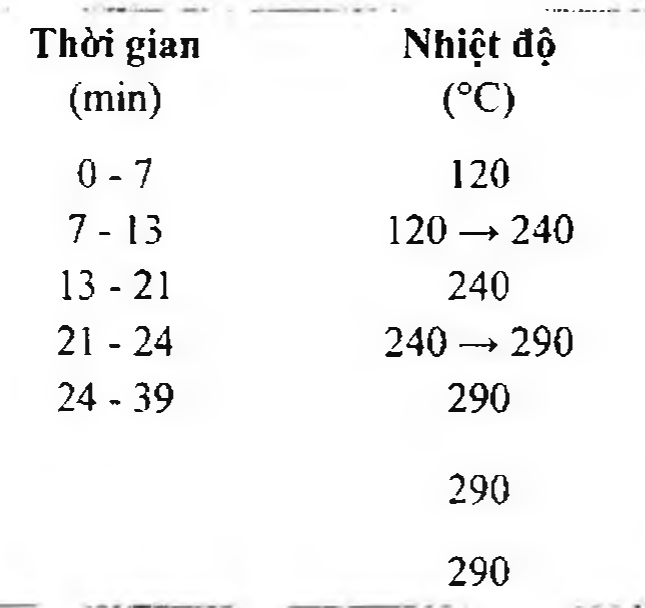 Thời gian Nhiệt độ
(min) (°C)
0 - 7 120
7 - 13 120 → 240
13 - 21 240
21 - 24 240 → 290
24 - 39 290
290
290